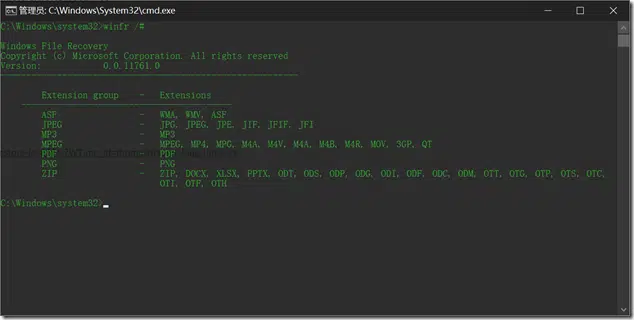 管理员: C:\Windows\System32\cmd.exe
C:\Windows\system32>winfr /#
Windows File Recovery
Copyright (c) Microsoft Corporation. All rights reserved
Version: 0.0.11761.0
----------------------------------------------------------
Extension group - Extensions
ASF - WMA, WMV, ASF
JPEG - JPG, JPEG, JPE, JIF, JFIF, JFI
MP3 - MP3
MPEG - MPEG, MP4, MPG, M4A, M4V, M4A, M4B, M4R, MOV, 3GP, QT
PDF - PDF
PNG - PNG
ZIP - ZIP, DOCX, XLSX, PPTX, ODT, ODS, ODP, ODG, ODI, ODF, ODC, ODM, OTT, OTG, OTP, OTS, OTC,
OTI, OTF, OTH
C:\Windows\system32>